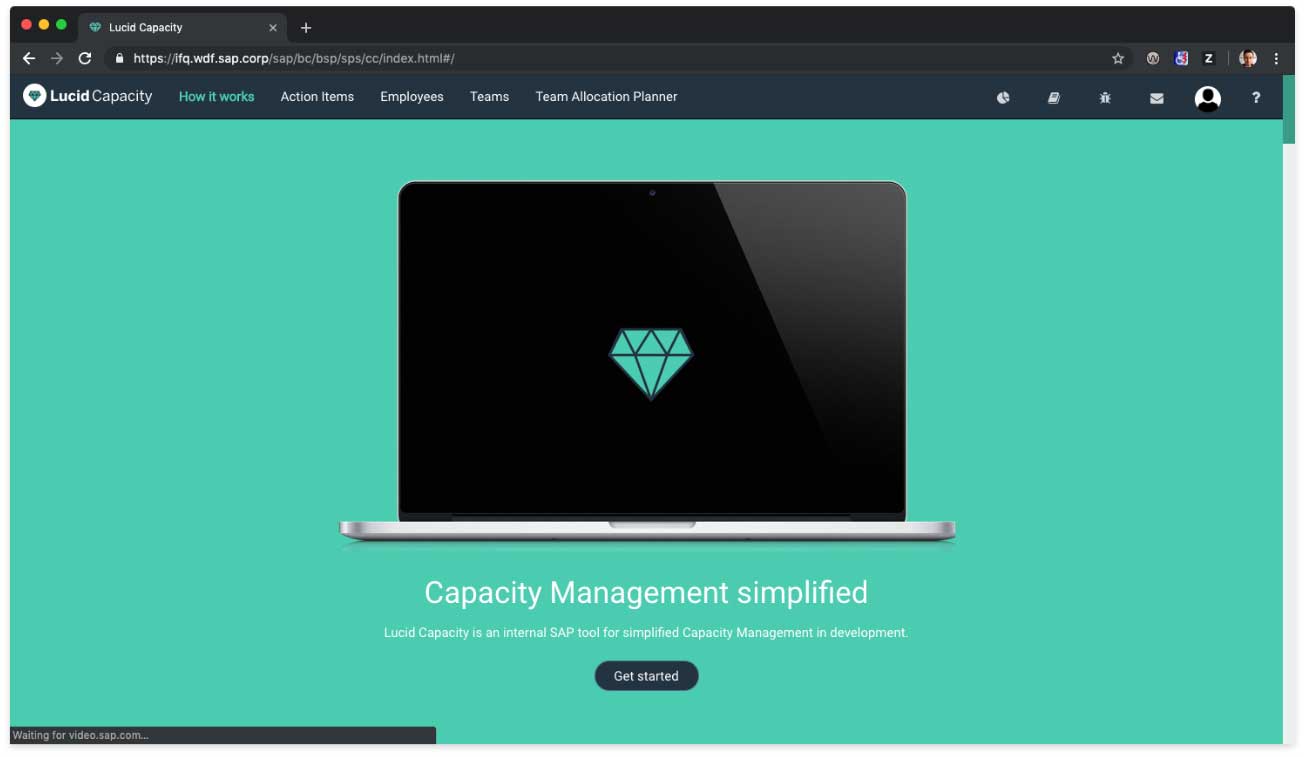 Lucid Capacity
https://ifq.wdf.sap.corp/sap/bc/bsp/sps/cc/index.html#/
Z
Lucid Capacity How it works Action Items Employees Teams Team Allocation Planner ?
Capacity Management simplified
Lucid Capacity is an internal SAP tool for simplified Capacity Management in development.
Get started
Waiting for video.sap.com...